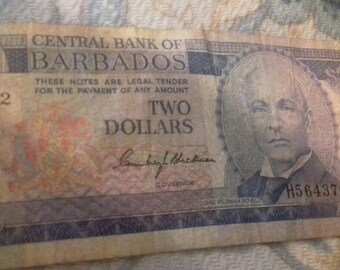 CENTRAL BANK OF
BARBADOS
THESE NOTES ARE LEGAL TENDER
FOR THE PAYMENT OF ANY AMOUNT
2
TWO
DOLLARS
GOVERNOR
H56437